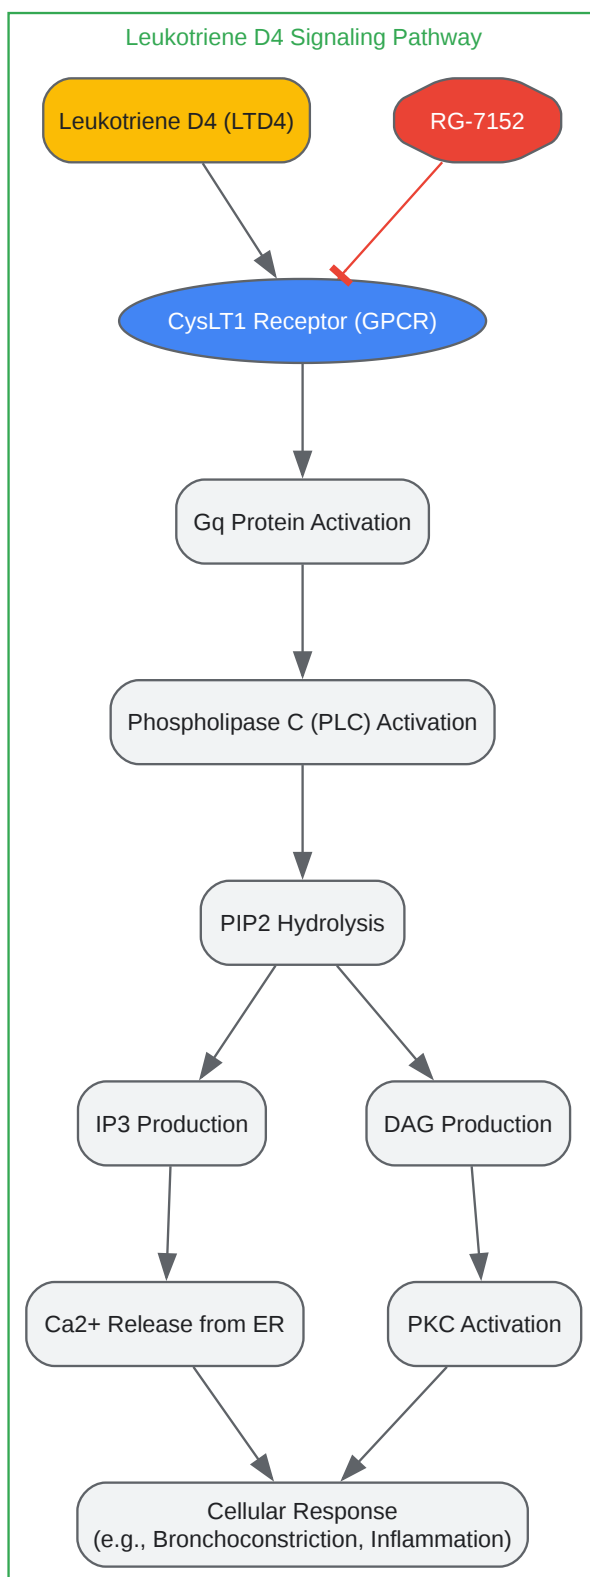 Leukotriene D4 Signaling Pathway
Leukotriene D4 (LTD4)
RG-7152
CysLT1 Receptor (GPCR)
Gq Protein Activation
Phospholipase C (PLC) Activation
PIP2 Hydrolysis
IP3 Production
DAG Production
Ca2+ Release from ER
PKC Activation
Cellular Response
(e.g., Bronchoconstriction, Inflammation)